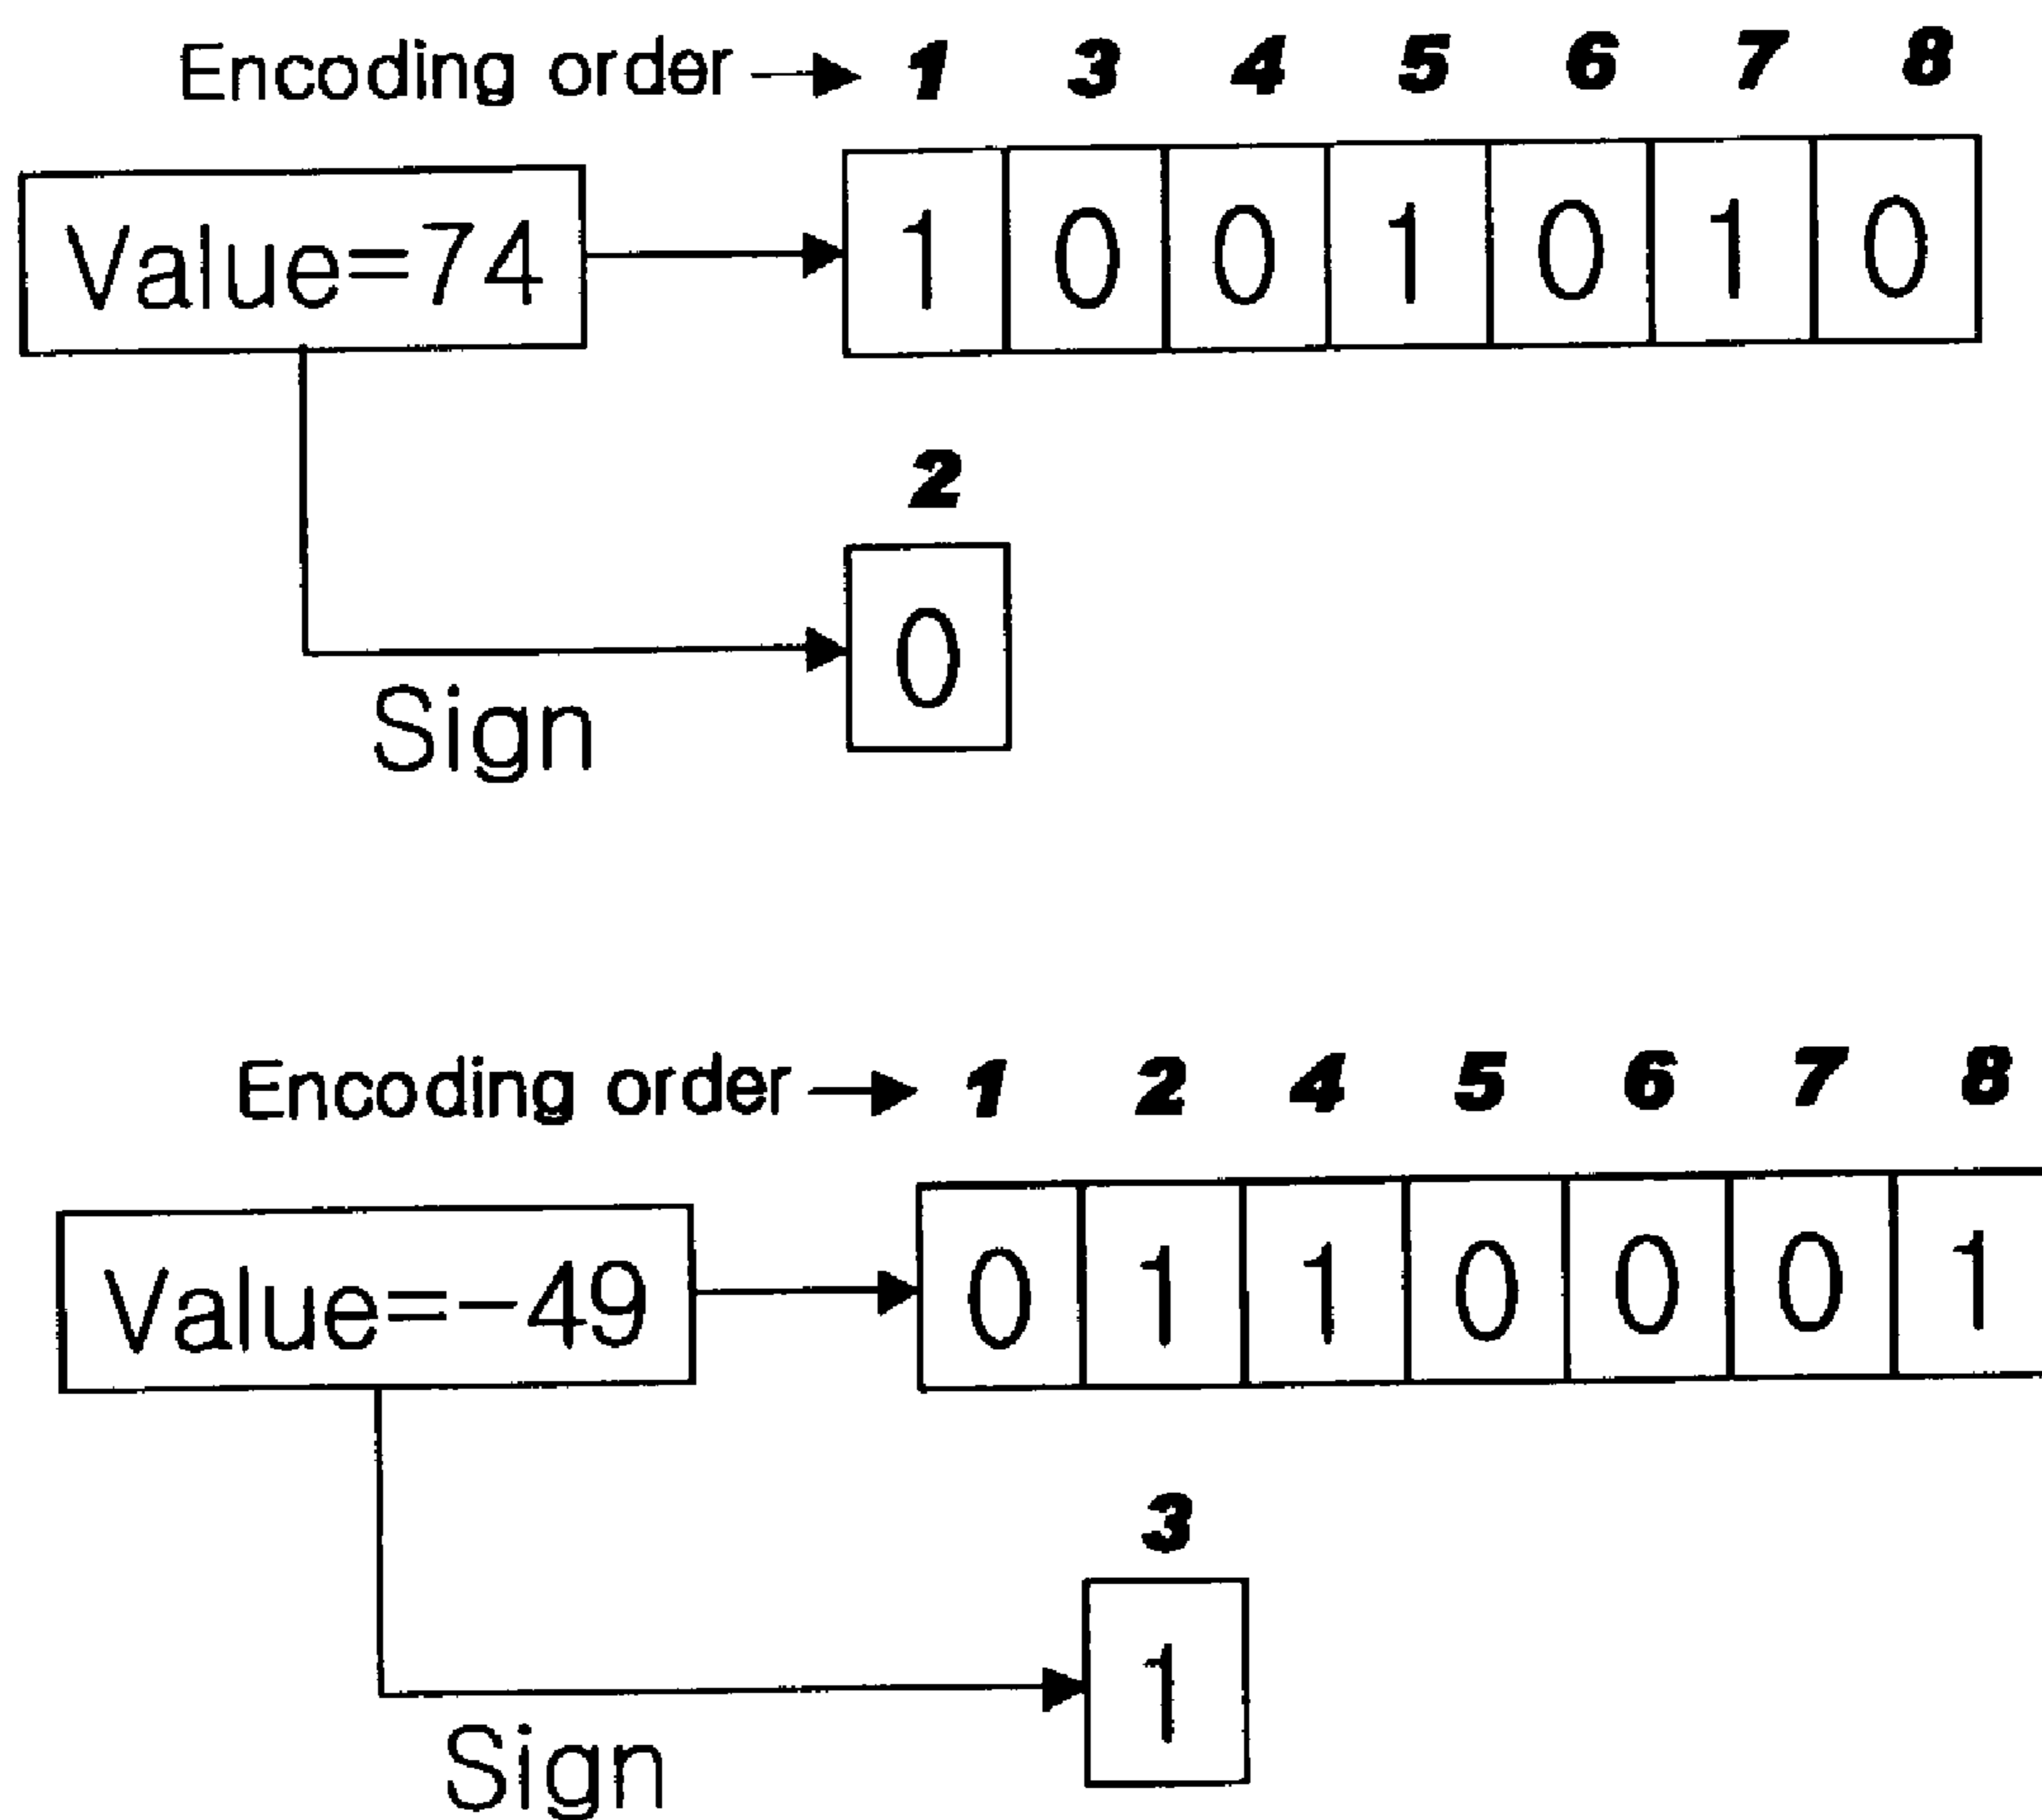 Encoding order 1 3 4 5 6 7 8
Value=74 1 0 0 1 0 1 0
2
0
Sign
Encoding order 1 2 4 5 6 7 8
Value=-49 0 1 1 0 0 0 1
3
1
Sign